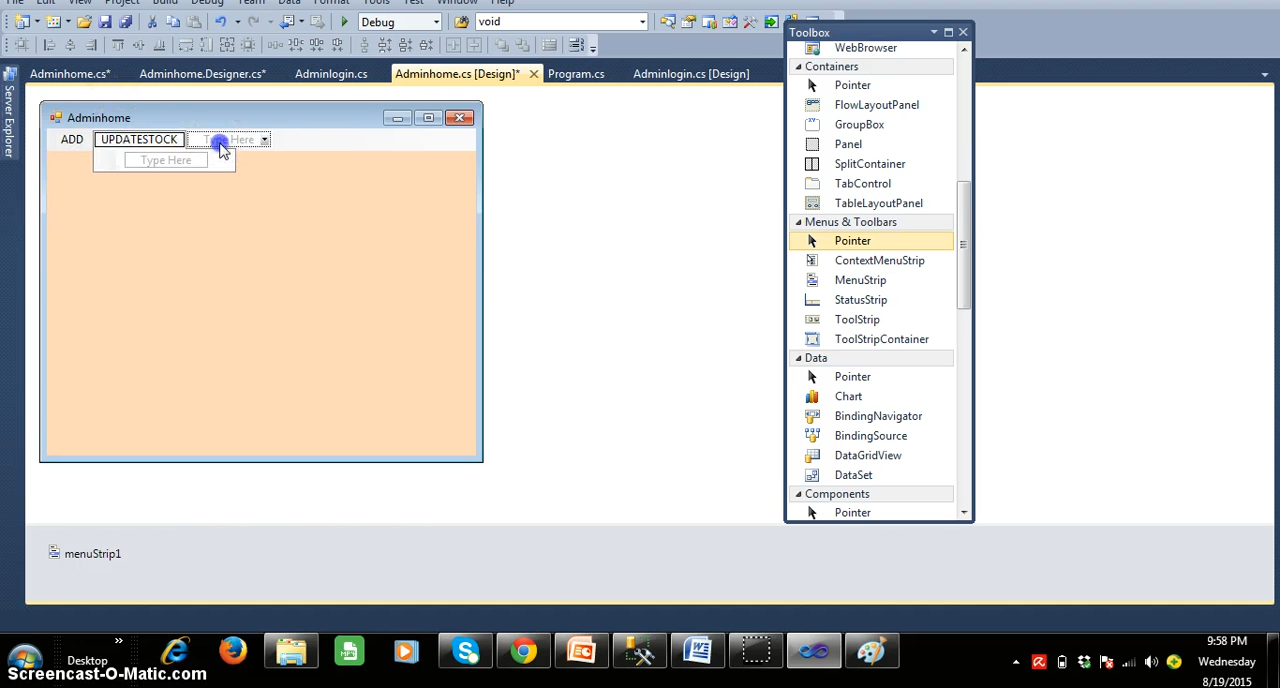 File Edit View Project Build Debug Team Data Format Tools Test Window Help
Debug void
Toolbox
Adminhome.cs* Adminhome.Designer.cs* Adminlogin.cs Adminhome.cs [Design]* Program.cs Adminlogin.cs [Design]
Server Explorer
Adminhome
ADD UPDATESTOCK Type Here
Type Here
WebBrowser
Containers
Pointer
FlowLayoutPanel
GroupBox
Panel
SplitContainer
TabControl
TableLayoutPanel
Menus & Toolbars
Pointer
ContextMenuStrip
MenuStrip
StatusStrip
ToolStrip
ToolStripContainer
Data
Pointer
Chart
BindingNavigator
BindingSource
DataGridView
DataSet
Components
Pointer
menuStrip1
Desktop
9:58 PM
Wednesday
8/19/2015
Screencast-O-Matic.com